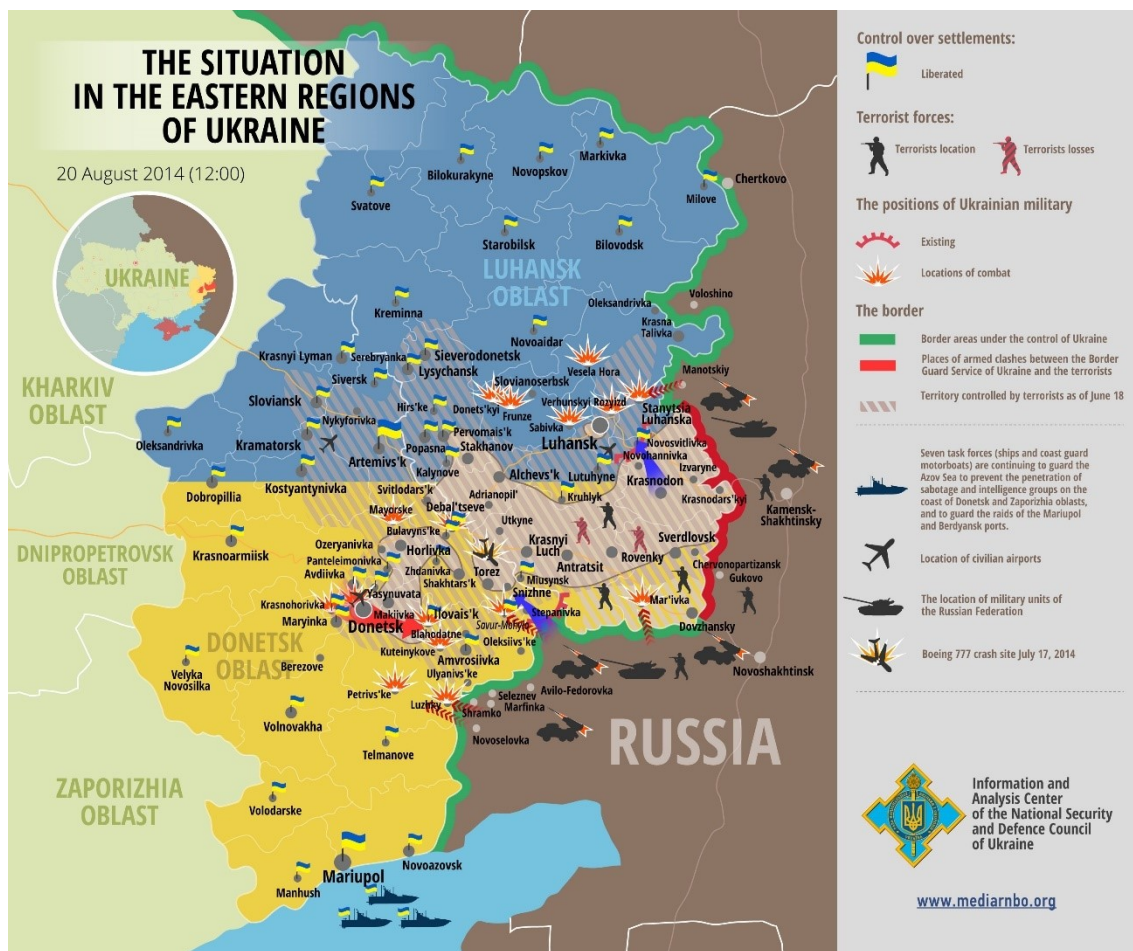 THE SITUATION
IN THE EASTERN REGIONS
OF UKRAINE
20 August 2014 (12:00)
UKRAINE
KHARKIV
OBLAST
DNIPROPETROVSK
OBLAST
ZAPORIZHIA
OBLAST
LUHANSK
OBLAST
DONETSK
OBLAST
RUSSIA
Markivka
Bilokurakyne
Novopskov
Svatove
Milove
Chertkovo
Starobilsk
Bilovodsk
Voloshino
Oleksandrivka
Kreminna
Krasna
Talivka
Novoaidar
Krasnyi Lyman
Serebryanka
Sieverodonetsk
Lysychansk
Vesela Hora
Manotskiy
Siversk
Slovianoserbsk
Sloviansk
Hirs'ke
Donets'kyi
Frunze
Verhunskyi Rozyizd
Stanytsia
Luhanska
Nykyforivka
Sabivka
Oleksandrivka
Kramatorsk
Popasna
Pervomais'k
Stakhanov
Luhansk
Novosvitlivka
Novohannivka
Artemivs'k
Kalynove
Alchevs'k
Lutuhyne
Izvaryne
Krasnodon
Kostyantynivka
Dobropillia
Svitlodars'k
Adrianopil'
Krublyk
Krasnodars'kyi
Kamensk-
Shakhtinsky
Mayorske
Debal'tseve
Bulavyns'ke
Utkyne
Krasnoarmiisk
Ozeryanivka
Horlivka
Krasnyi
Luch
Sverdlovsk
Panteleimonivka
Zhdanivka
Torez
Antratsit
Rovenky
Chervonopartizansk
Avdiivka
Shakhtars'k
Miusynsk
Gukovo
Yasynuvata
Snizhne
Krasnohorivka
Makiivka
Ilovais'k
Stepanivka
Mar'ivka
Maryinka
Donetsk
Blahodatne
Savur-Mohyla
Dovzhansky
Kuteinykove
Oleksiivs'ke
Berezove
Amvrosiivka
Novoshakhtinsk
Velyka
Novosilka
Ulyanivs'ke
Petrivs'ke
Avilo-Fedorovka
Seleznev
Marfinka
Luzhky
Shramko
Volnovakha
Novoselovka
Telmanove
Volodarske
Novoazovsk
Mariupol
Manhush
Control over settlements:
Liberated
Terrorist forces:
Terrorists location
Terrorists losses
The positions of Ukrainian military
Existing
Locations of combat
The border
Border areas under the control of Ukraine
Places of armed clashes between the Border
Guard Service of Ukraine and the terrorists
Territory controlled by terrorists as of June 18
Seven task forces (ships and coast guard
motorboats) are continuing to guard the
Azov Sea to prevent the penetration of
sabotage and intelligence groups on the
coast of Donetsk and Zaporizhia oblasts,
and to guard the raids of the Mariupol
and Berdyansk ports.
Location of civilian airports
The location of military units of
the Russian Federation
Boeing 777 crash site July 17, 2014
Information and
Analysis Center
of the National Security
and Defence Council
of Ukraine
www.mediarnbo.org